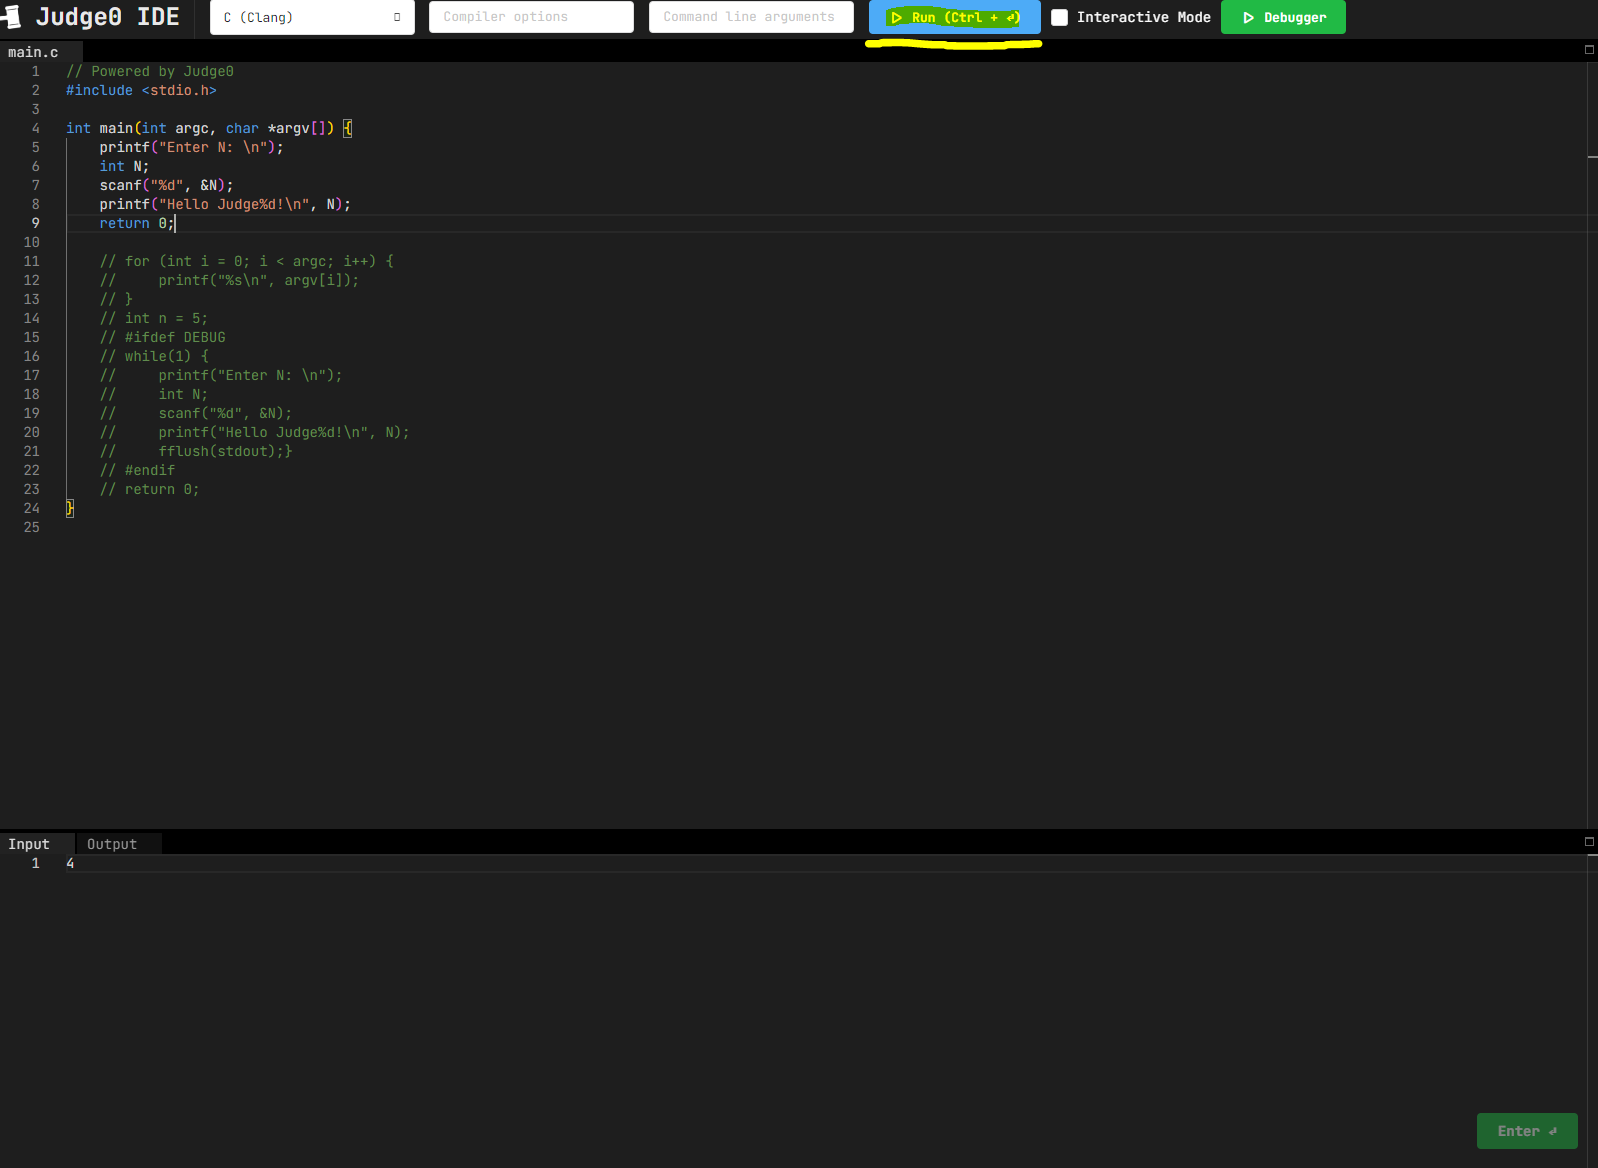 Judge0 IDE
C (Clang)
Compiler options
Command line arguments
Run (Ctrl + ⏎)
Interactive Mode
Debugger
main.c
1 // Powered by Judge0
2 #include <stdio.h>
3
4 int main(int argc, char *argv[]) {
5     printf("Enter N: \n");
6     int N;
7     scanf("%d", &N);
8     printf("Hello Judge%d!\n", N);
9     return 0;
10
11     // for (int i = 0; i < argc; i++) {
12     //     printf("%s\n", argv[i]);
13     // }
14     // int n = 5;
15     // #ifdef DEBUG
16     // while(1) {
17     //     printf("Enter N: \n");
18     //     int N;
19     //     scanf("%d", &N);
20     //     printf("Hello Judge%d!\n", N);
21     //     fflush(stdout);}
22     // #endif
23     // return 0;
24 }
25
Input
Output
1 4
Enter ⏎